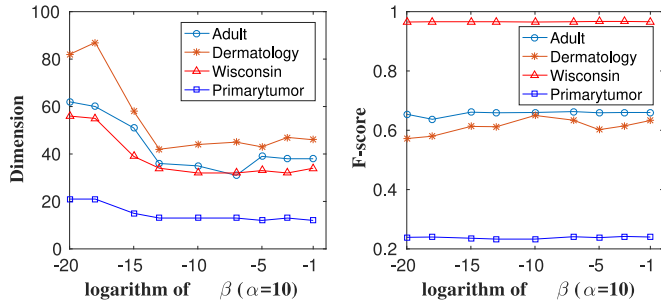 100
80
60
40
20
0
Dimension
Adult
Dermatology
Wisconsin
Primarytumor
-20 -15 -10 -5 -1
logarithm of β (α=10)
1
0.8
0.6
0.4
0.2
F-score
Adult
Dermatology
Wisconsin
Primarytumor
-20 -15 -10 -5 -1
logarithm of β (α=10)